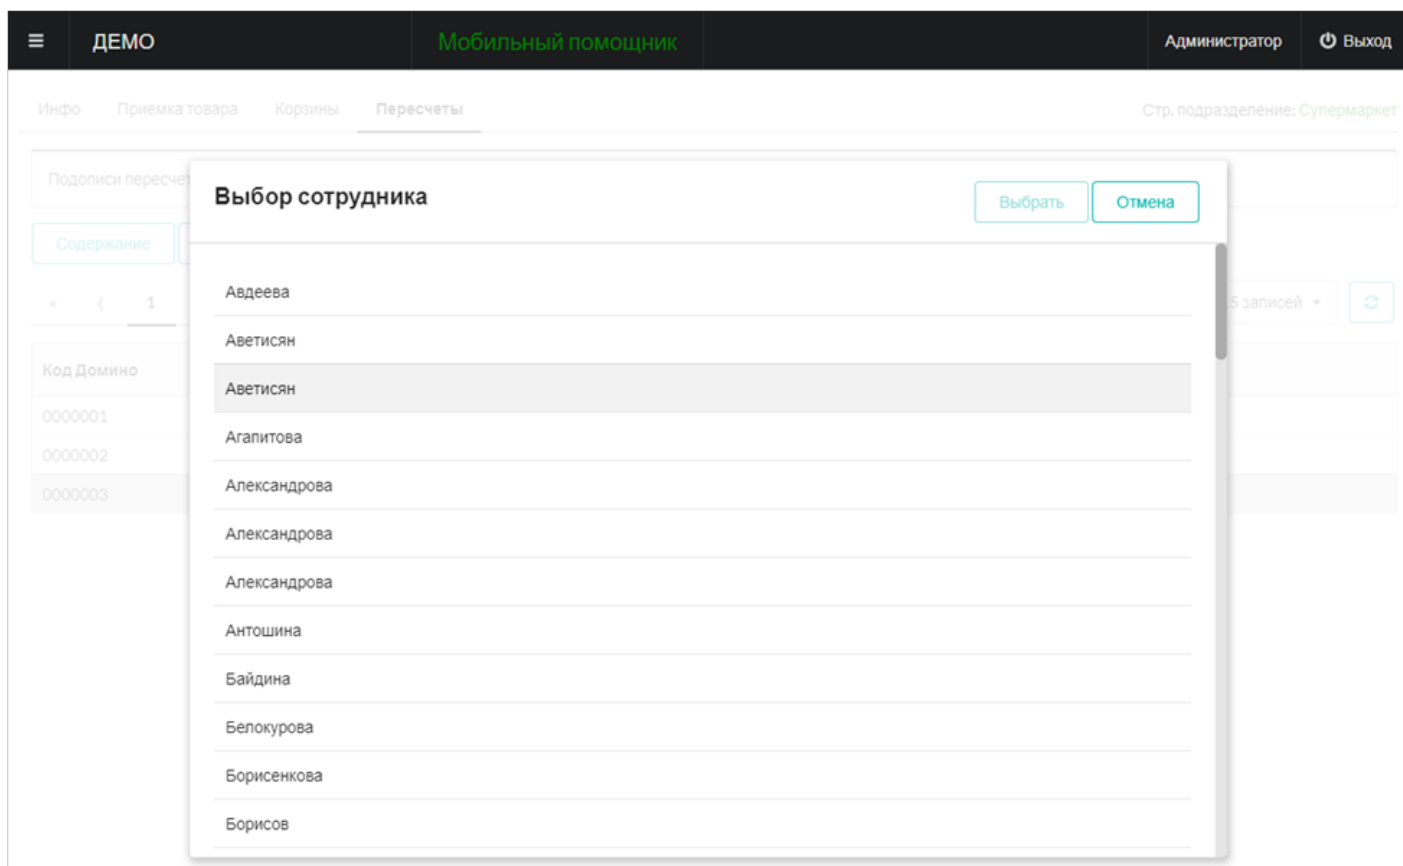 ДЕМО Мобильный помощник Администратор Выход
Инфо Приемка товара Корзины Пересчеты Стр. подразделение: Супермаркет
Подописи пересчет
Выбор сотрудника Выбрать Отмена
Содержание
Авдеева
« ⟨ 1 5 записей
Аветисян
Код Домино
Аветисян
0000001
Агапитова
0000002
Александрова
0000003
Александрова
Александрова
Антошина
Байдина
Белокурова
Борисенкова
Борисов